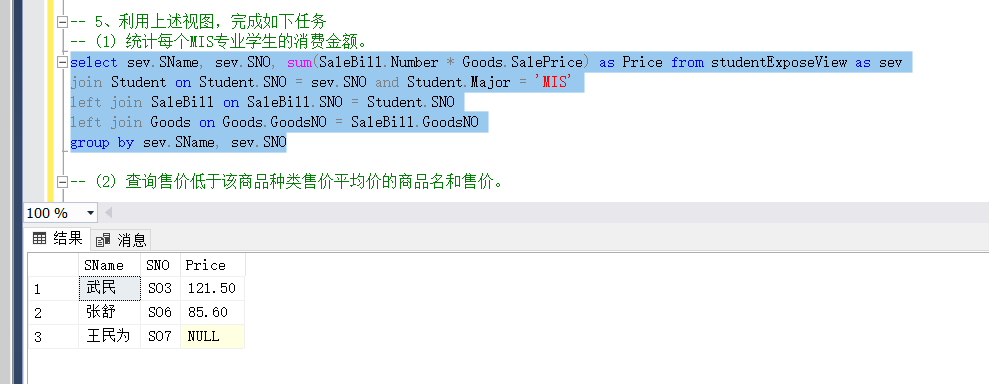 -- 5、利用上述视图，完成如下任务
-- (1) 统计每个MIS专业学生的消费金额。
select sev.SName, sev.SNO, sum(SaleBill.Number * Goods.SalePrice) as Price from studentExposeView as sev
join Student on Student.SNO = sev.SNO and Student.Major = 'MIS'
left join SaleBill on SaleBill.SNO = Student.SNO
left join Goods on Goods.GoodsNO = SaleBill.GoodsNO
group by sev.SName, sev.SNO
-- (2) 查询售价低于该商品种类售价平均价的商品名和售价。
100 %
结果 消息
SName SNO Price
1 武民 S03 121.50
2 张舒 S06 85.60
3 王民为 S07 NULL